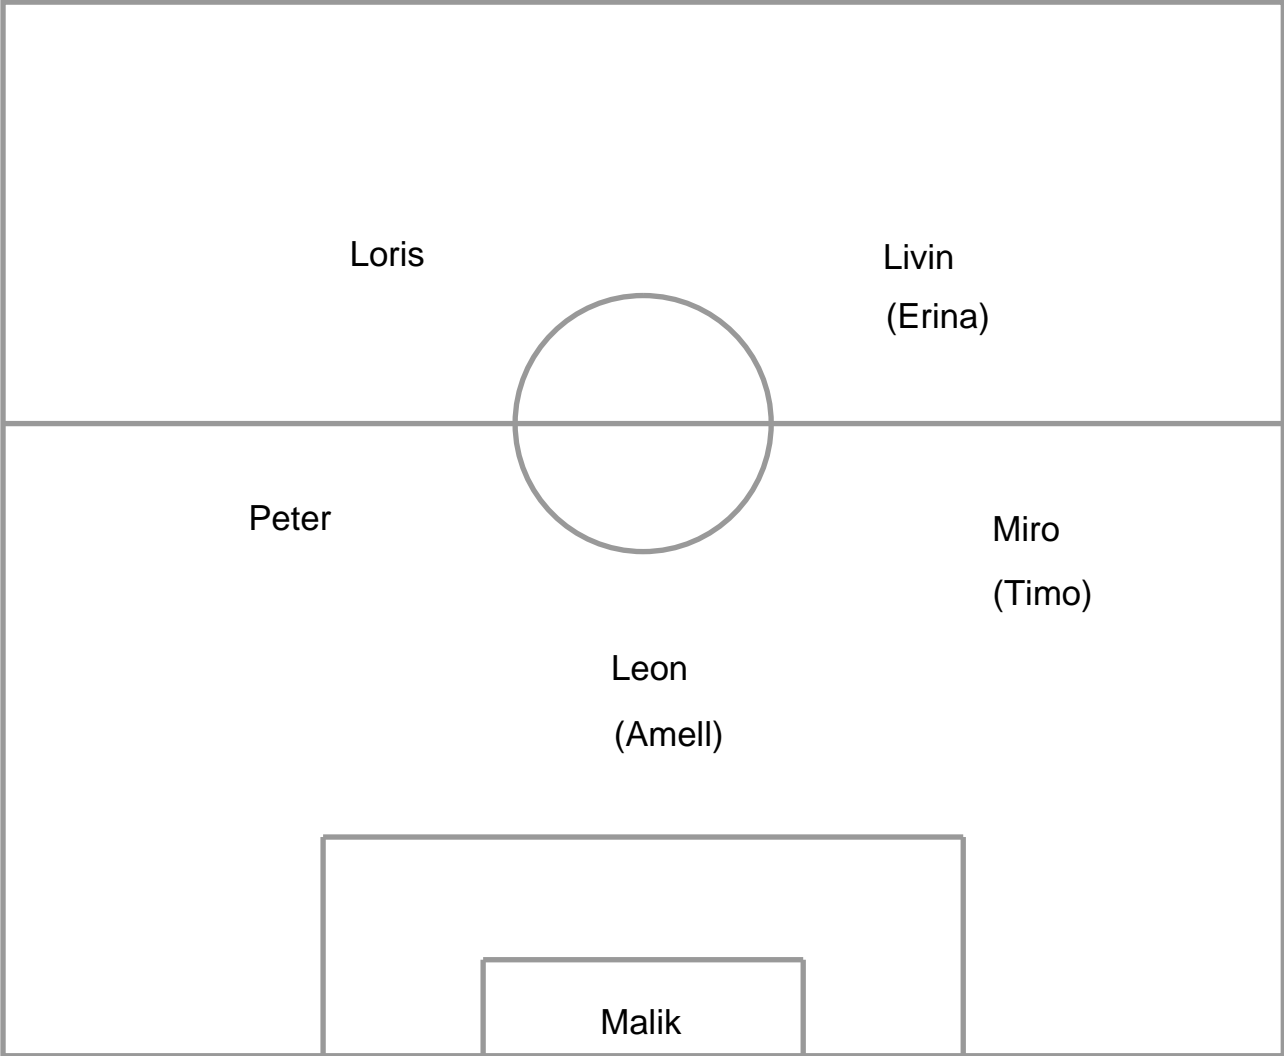 Loris
Livin
(Erina)
Peter
Miro
(Timo)
Leon
(Amell)
Malik